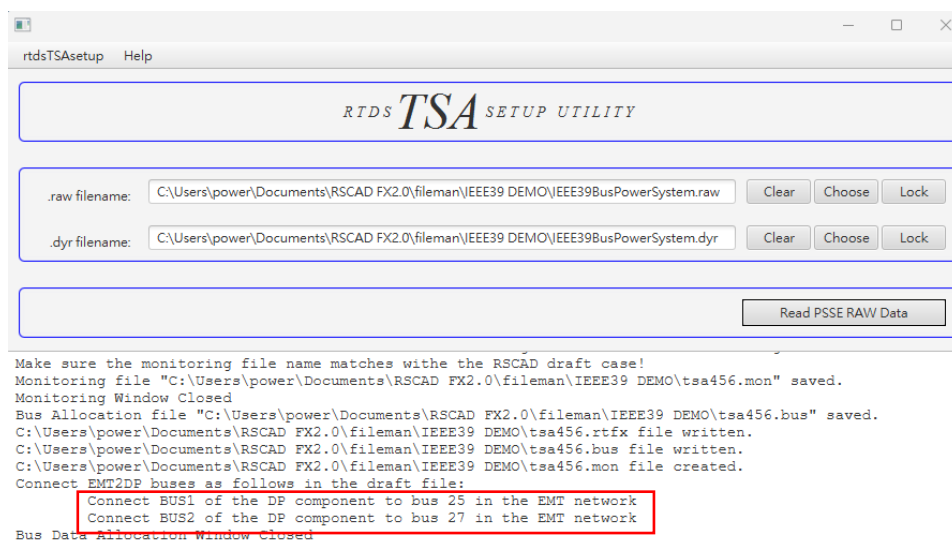 rtdsTSAsetup Help
RTDS TSA SETUP UTILITY
.raw filename: C:\Users\power\Documents\RSCAD FX2.0\fileman\IEEE39 DEMO\IEEE39BusPowerSystem.raw Clear Choose Lock
.dyr filename: C:\Users\power\Documents\RSCAD FX2.0\fileman\IEEE39 DEMO\IEEE39BusPowerSystem.dyr Clear Choose Lock
Read PSSE RAW Data
Make sure the monitoring file name matches withe the RSCAD draft case!
Monitoring file "C:\Users\power\Documents\RSCAD FX2.0\fileman\IEEE39 DEMO\tsa456.mon" saved.
Monitoring Window Closed
Bus Allocation file "C:\Users\power\Documents\RSCAD FX2.0\fileman\IEEE39 DEMO\tsa456.bus" saved.
C:\Users\power\Documents\RSCAD FX2.0\fileman\IEEE39 DEMO\tsa456.rtfx file written.
C:\Users\power\Documents\RSCAD FX2.0\fileman\IEEE39 DEMO\tsa456.bus file written.
C:\Users\power\Documents\RSCAD FX2.0\fileman\IEEE39 DEMO\tsa456.mon file created.
Connect EMT2DP buses as follows in the draft file:
Connect BUS1 of the DP component to bus 25 in the EMT network
Connect BUS2 of the DP component to bus 27 in the EMT network
Bus Data Allocation Window Closed